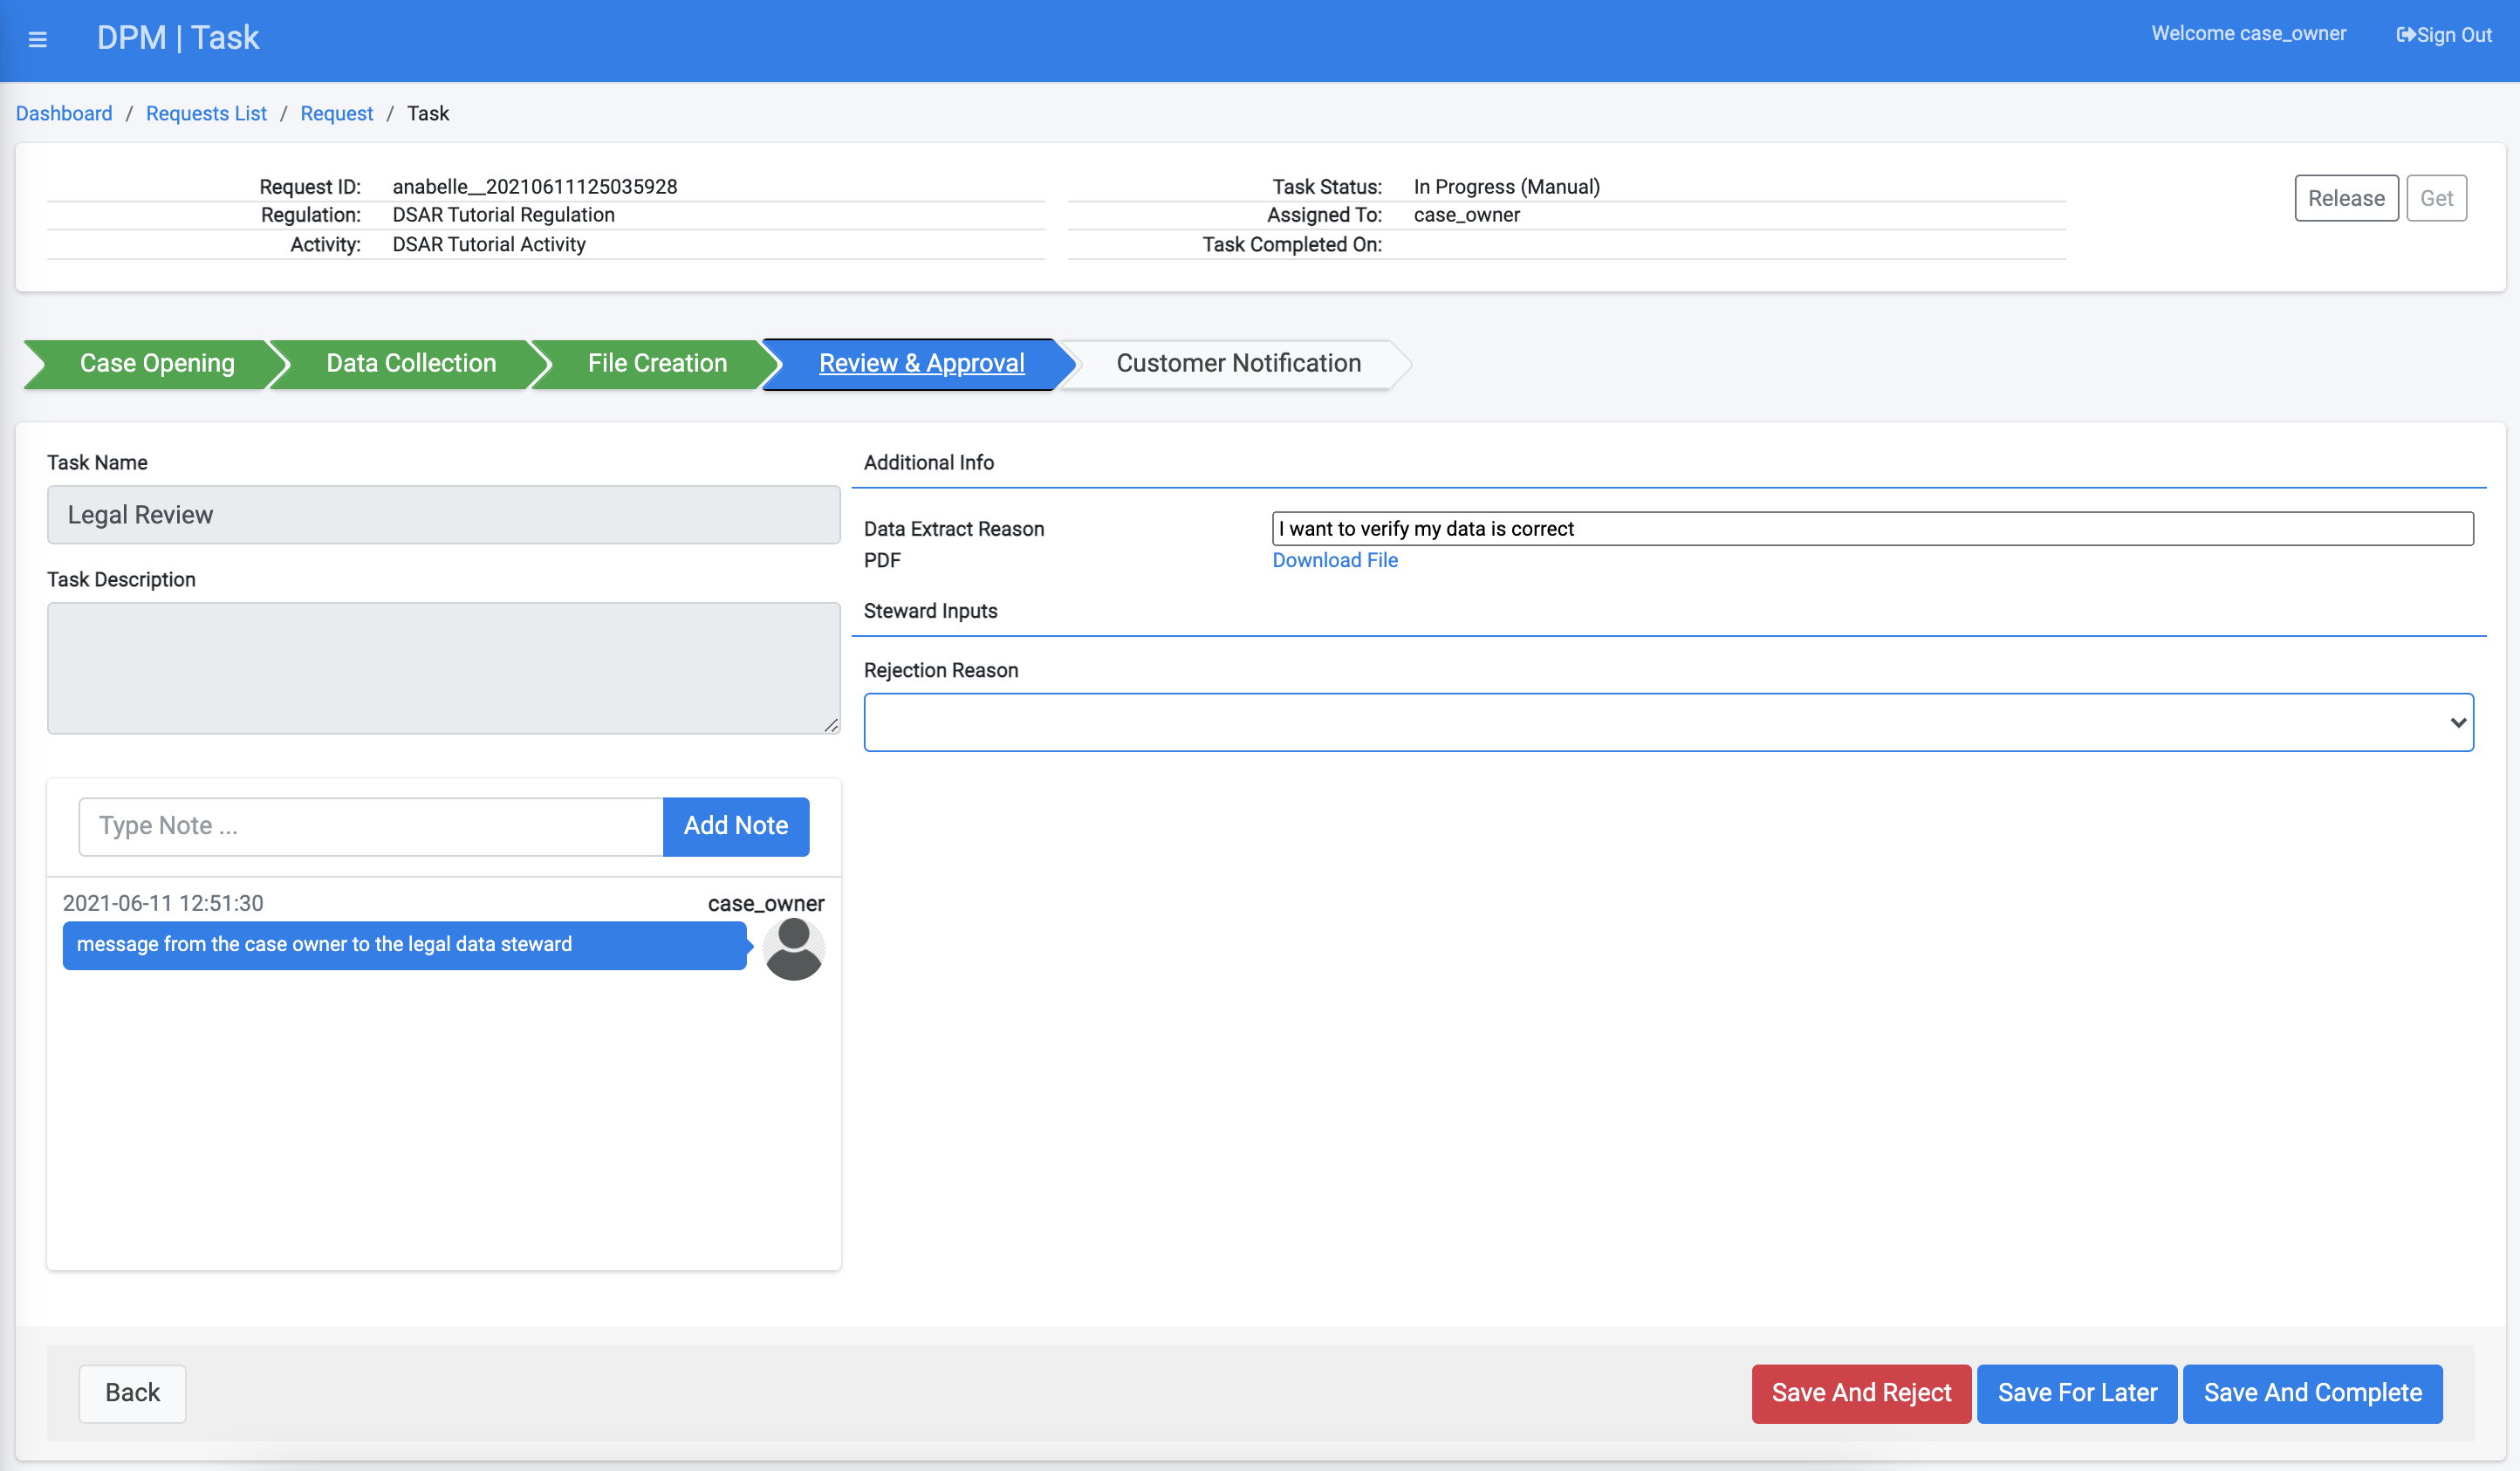 DPM | Task
Welcome case_owner
Sign Out
Dashboard / Requests List / Request / Task
Request ID: anabelle__20210611125035928
Regulation: DSAR Tutorial Regulation
Activity: DSAR Tutorial Activity
Task Status: In Progress (Manual)
Assigned To: case_owner
Task Completed On:
Release
Get
Case Opening
Data Collection
File Creation
Review & Approval
Customer Notification
Task Name
Legal Review
Task Description
Type Note ...
Add Note
2021-06-11 12:51:30
case_owner
message from the case owner to the legal data steward
Additional Info
Data Extract Reason
I want to verify my data is correct
PDF
Download File
Steward Inputs
Rejection Reason
Back
Save And Reject
Save For Later
Save And Complete